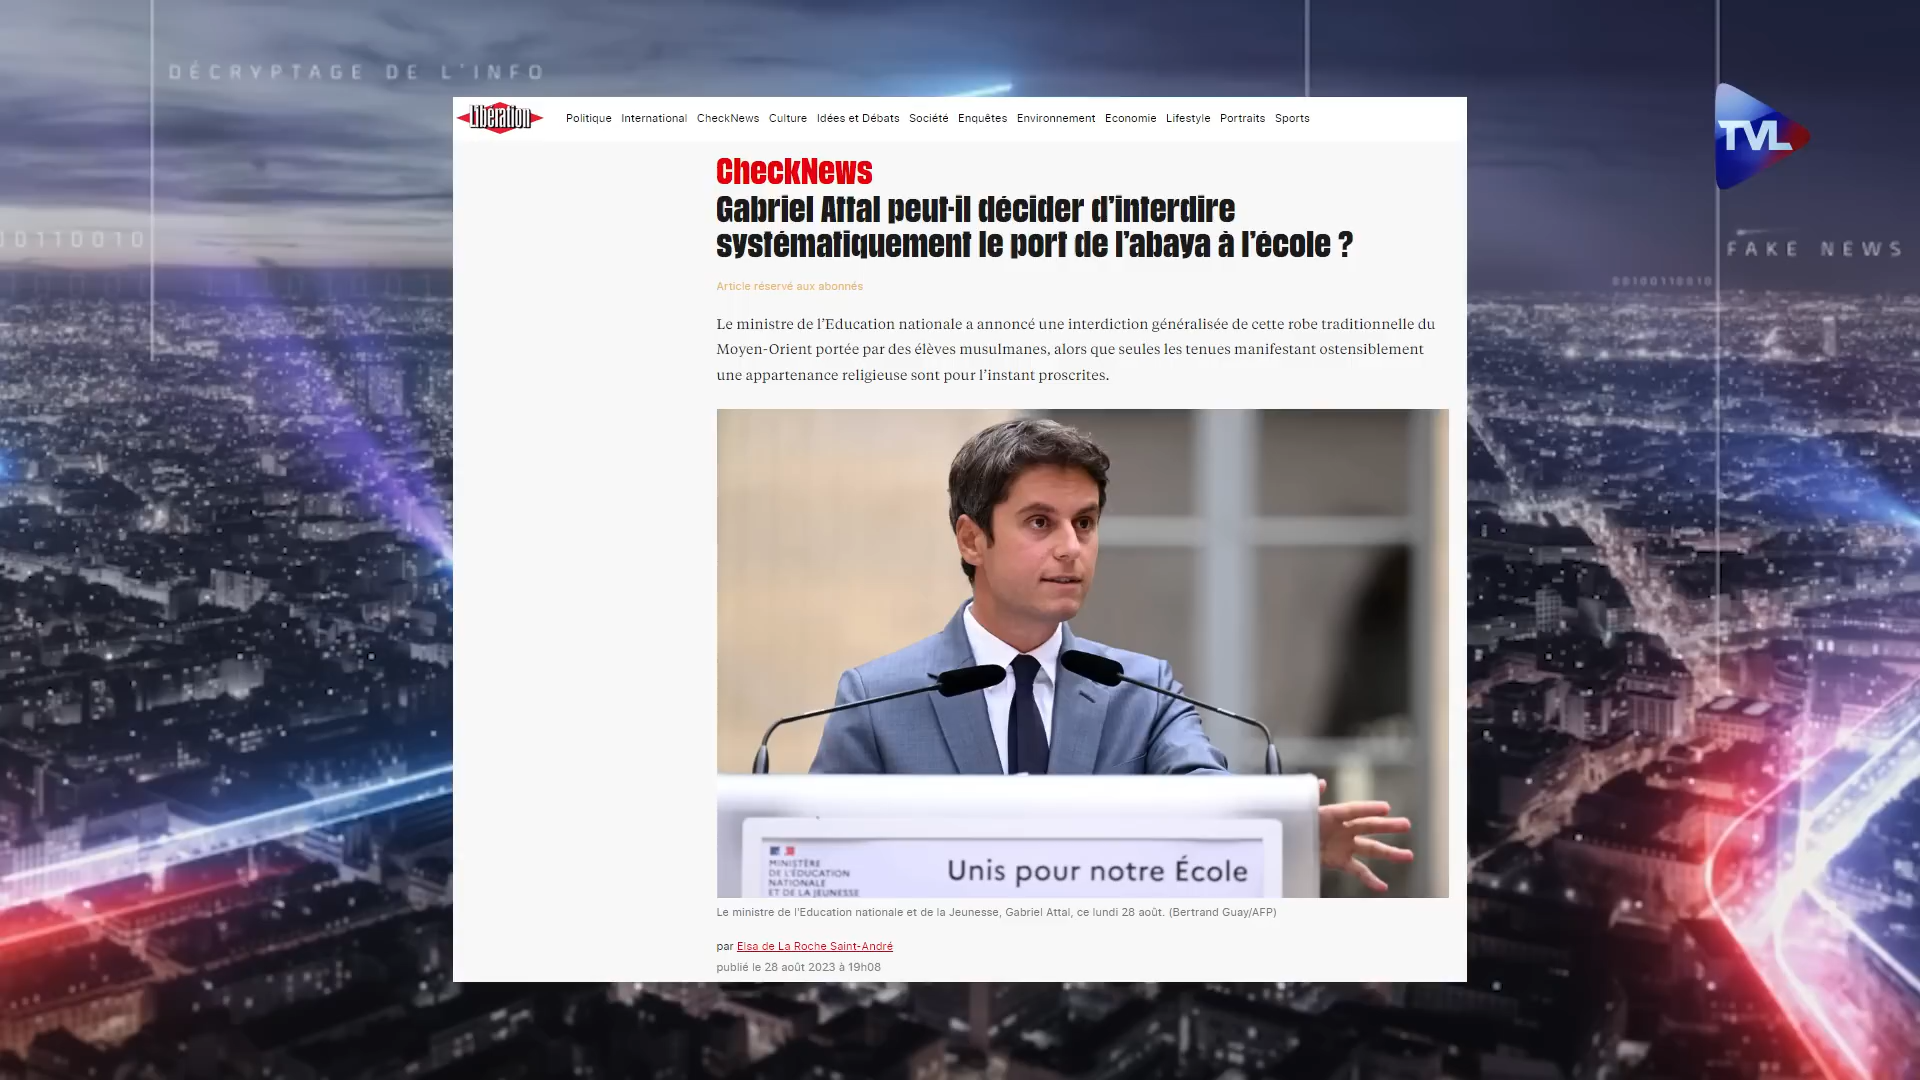 DÉCRYPTAGE DE L'INFO
Libération
Politique International CheckNews Culture Idées et Débats Société Enquêtes Environnement Economie Lifestyle Portraits Sports
TVL
CheckNews
Gabriel Attal peut-il décider d’interdire
systématiquement le port de l’abaya à l’école ?
00110010
FAKE NEWS
00100110010
Article réservé aux abonnés
Le ministre de l’Education nationale a annoncé une interdiction généralisée de cette robe traditionnelle du
Moyen-Orient portée par des élèves musulmanes, alors que seules les tenues manifestant ostensiblement
une appartenance religieuse sont pour l’instant proscrites.
MINISTÈRE
DE L'ÉDUCATION
NATIONALE
ET DE LA JEUNESSE
Unis pour notre École
Le ministre de l'Education nationale et de la Jeunesse, Gabriel Attal, ce lundi 28 août. (Bertrand Guay/AFP)
par Elsa de La Roche Saint-André
publié le 28 août 2023 à 19h08